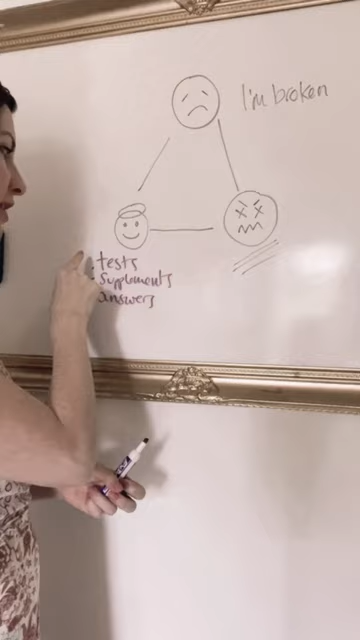 I'm broken
- tests
- supplements
answers